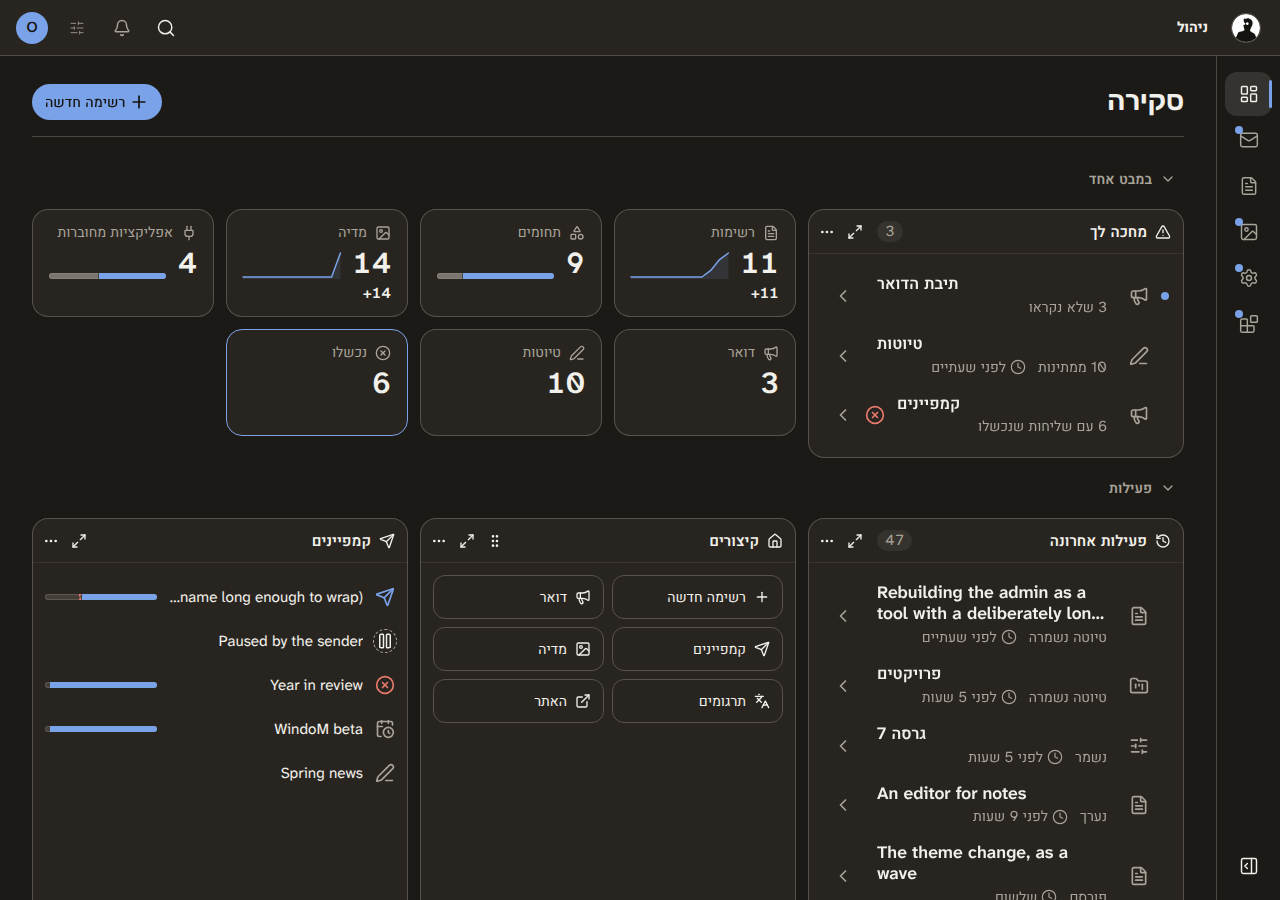 ניהול
O
סקירה
רשימה חדשה
במבט אחד
מחכה לך
3
תיבת הדואר
3 שלא נקראו
טיוטות
10 ממתינות לפני שעתיים
קמפיינים
6 עם שליחות שנכשלו
רשימות
11
+11
תחומים
9
מדיה
14
+14
אפליקציות מחוברות
4
דואר
3
טיוטות
10
נכשלו
6
פעילות
פעילות אחרונה
47
Rebuilding the admin as a
tool with a deliberately lon...
טיוטה נשמרה לפני שעתיים
פרויקטים
טיוטה נשמרה לפני 5 שעות
גרסה 7
נשמר לפני 5 שעות
An editor for notes
נערך לפני 9 שעות
The theme change, as a
wave
פורסם שלשום
קיצורים
רשימה חדשה
דואר
קמפיינים
מדיה
תרגומים
האתר
קמפיינים
...name long enough to wrap)
Paused by the sender
Year in review
WindoM beta
Spring news